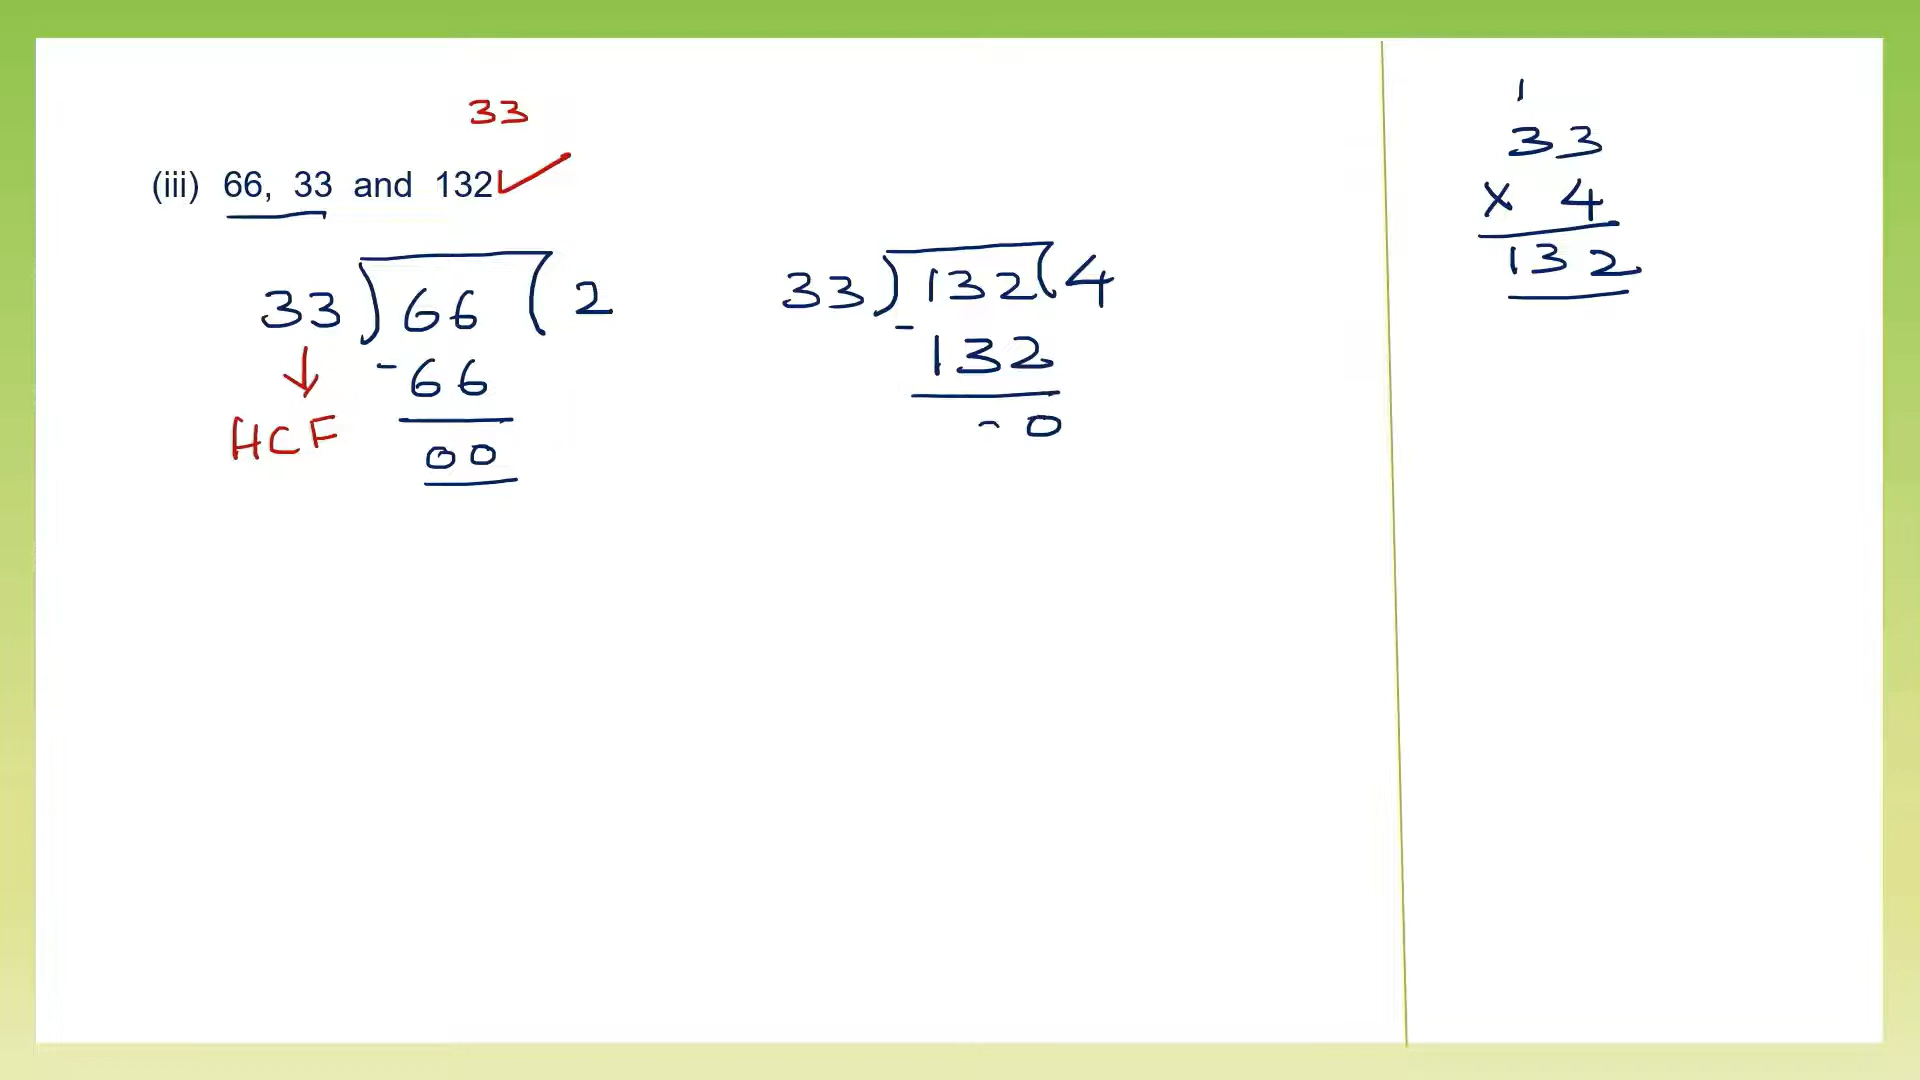 33
(iii) 66, 33 and 132
33) 66 (2
- 66
00
HCF
33) 132 (4
- 132
- 0
1
33
x 4
132